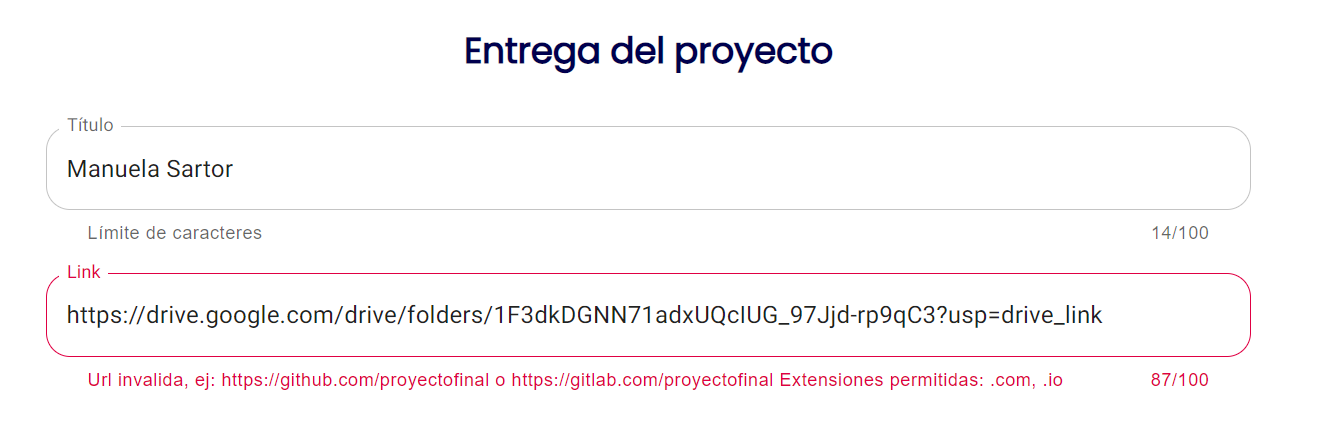 Entrega del proyecto
Título
Manuela Sartor
Límite de caracteres 14/100
Link
https://drive.google.com/drive/folders/1F3dkDGNN71adxUQcIUG_97Jjd-rp9qC3?usp=drive_link
Url invalida, ej: https://github.com/proyectofinal o https://gitlab.com/proyectofinal Extensiones permitidas: .com, .io 87/100